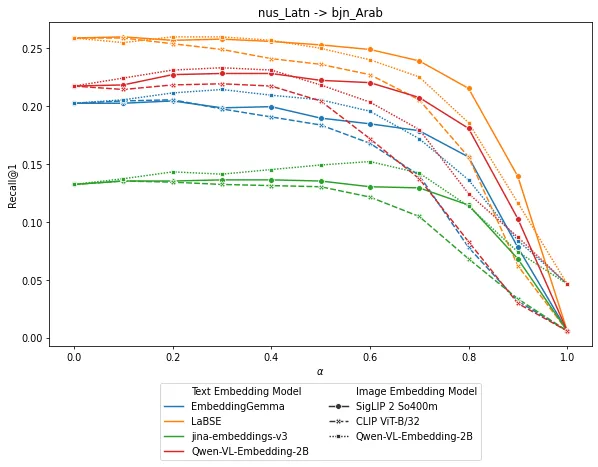 nus_Latn -> bjn_Arab
Recall@1
0.25
0.20
0.15
0.10
0.05
0.00
0.0 0.2 0.4 0.6 0.8 1.0
α
Text Embedding Model Image Embedding Model
EmbeddingGemma SigLIP 2 So400m
LaBSE CLIP ViT-B/32
jina-embeddings-v3 Qwen-VL-Embedding-2B
Qwen-VL-Embedding-2B